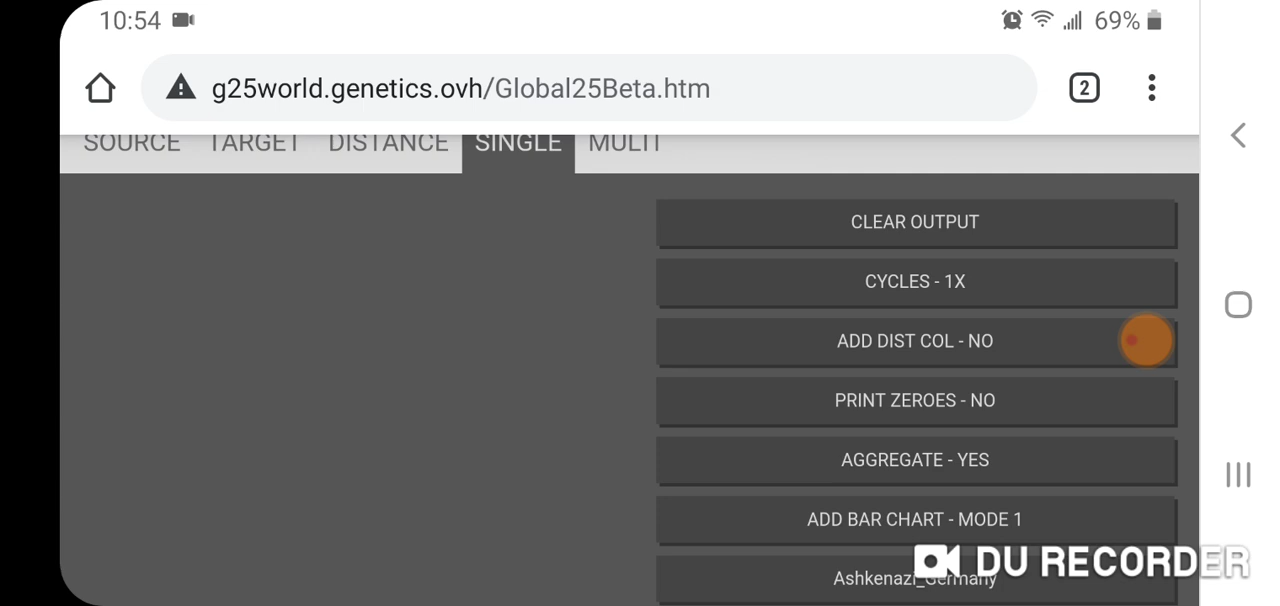 10:54 69%
g25world.genetics.ovh/Global25Beta.htm 2
SOURCE TARGET DISTANCE SINGLE MULTI
CLEAR OUTPUT
CYCLES - 1X
ADD DIST COL - NO
PRINT ZEROES - NO
AGGREGATE - YES
ADD BAR CHART - MODE 1
DU RECORDER
Ashkenazi_Germany